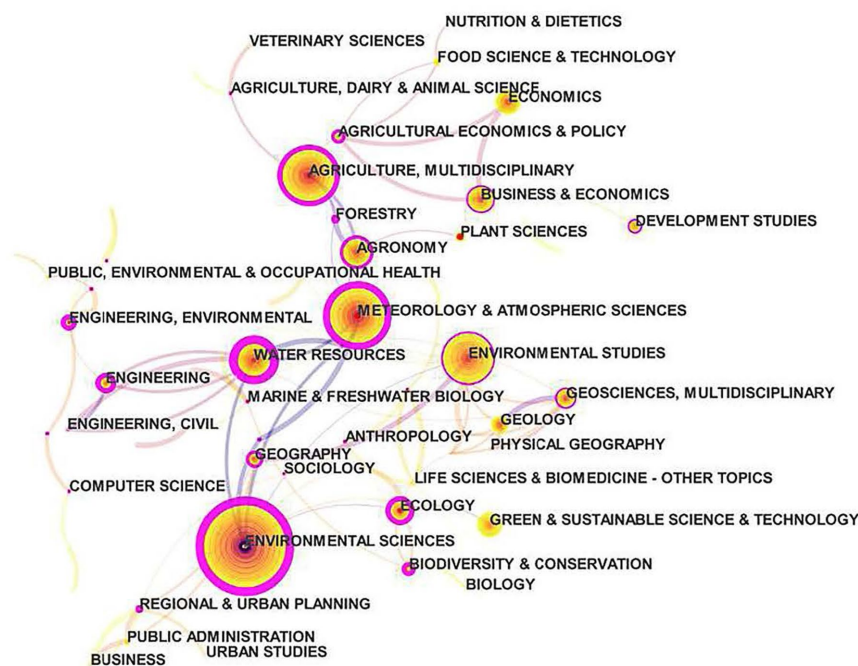 NUTRITION & DIETETICS
VETERINARY SCIENCES
FOOD SCIENCE & TECHNOLOGY
AGRICULTURE, DAIRY & ANIMAL SCIENCE
ECONOMICS
AGRICULTURAL ECONOMICS & POLICY
AGRICULTURE, MULTIDISCIPLINARY
BUSINESS & ECONOMICS
FORESTRY
DEVELOPMENT STUDIES
PLANT SCIENCES
AGRONOMY
PUBLIC, ENVIRONMENTAL & OCCUPATIONAL HEALTH
METEOROLOGY & ATMOSPHERIC SCIENCES
ENGINEERING, ENVIRONMENTAL
WATER RESOURCES
ENVIRONMENTAL STUDIES
ENGINEERING
MARINE & FRESHWATER BIOLOGY
GEOSCIENCES, MULTIDISCIPLINARY
ENGINEERING, CIVIL
GEOLOGY
ANTHROPOLOGY
PHYSICAL GEOGRAPHY
GEOGRAPHY
SOCIOLOGY
LIFE SCIENCES & BIOMEDICINE - OTHER TOPICS
COMPUTER SCIENCE
ECOLOGY
GREEN & SUSTAINABLE SCIENCE & TECHNOLOGY
ENVIRONMENTAL SCIENCES
BIODIVERSITY & CONSERVATION
BIOLOGY
REGIONAL & URBAN PLANNING
PUBLIC ADMINISTRATION
URBAN STUDIES
BUSINESS